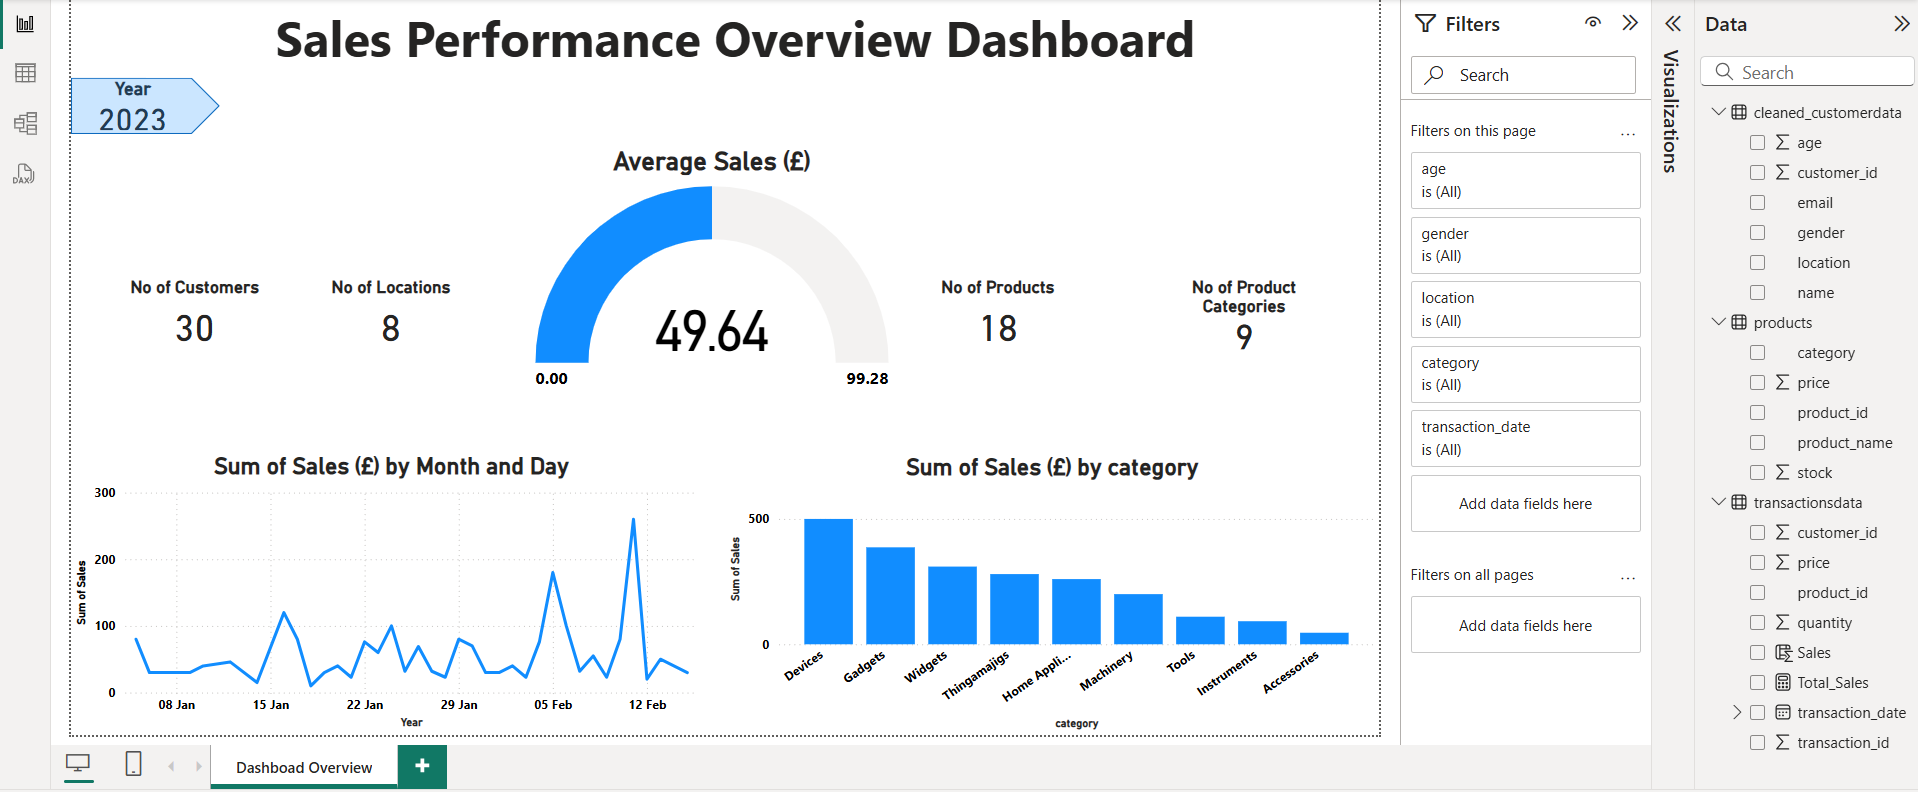 Sales Performance Overview Dashboard
Year
2023
Average Sales (£)
49.64
0.00
99.28
No of Customers
30
No of Locations
8
No of Products
18
No of Product
Categories
9
Sum of Sales (£) by Month and Day
Sum of Sales
300
200
100
0
08 Jan
15 Jan
22 Jan
29 Jan
05 Feb
12 Feb
Year
Sum of Sales (£) by category
Sum of Sales
500
0
Devices
Gadgets
Widgets
Thingamajigs
Home Appli...
Machinery
Tools
Instruments
Accessories
category
Dashboad Overview
DAX
Filters
Search
Filters on this page
...
age
is (All)
gender
is (All)
location
is (All)
category
is (All)
transaction_date
is (All)
Add data fields here
Filters on all pages
...
Add data fields here
Visualizations
Data
Search
cleaned_customerdata
age
customer_id
email
gender
location
name
products
category
price
product_id
product_name
stock
transactionsdata
customer_id
price
product_id
quantity
Sales
Total_Sales
transaction_date
transaction_id